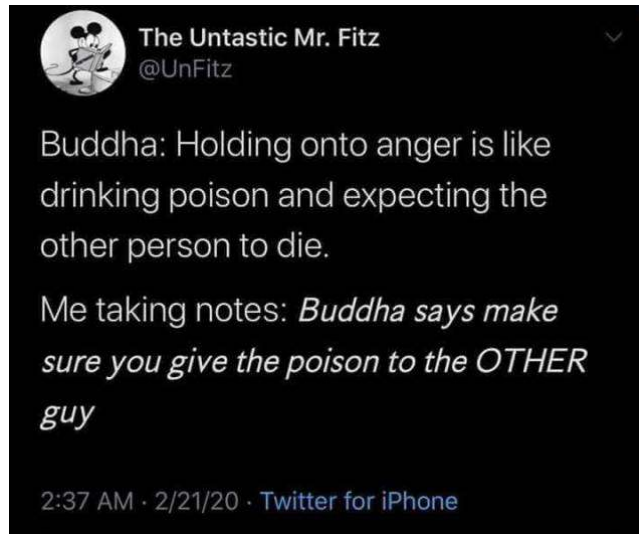 The Untastic Mr. Fitz
@UnFitz
Buddha: Holding onto anger is like
drinking poison and expecting the
other person to die.
Me taking notes: Buddha says make
sure you give the poison to the OTHER
guy
2:37 AM · 2/21/20 · Twitter for iPhone